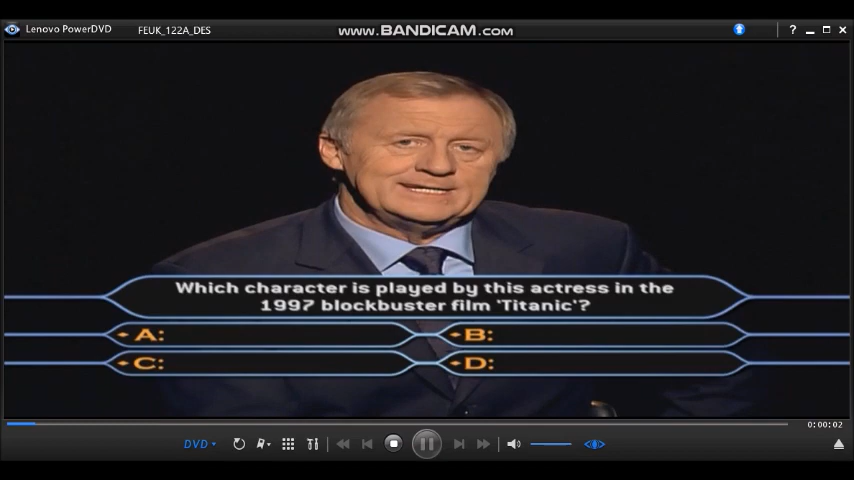 Lenovo PowerDVD FEUK_122A_DES www.BANDICAM.com ?
Which character is played by this actress in the
1997 blockbuster film 'Titanic'?
A: B:
C: D:
0:00:02
DVD